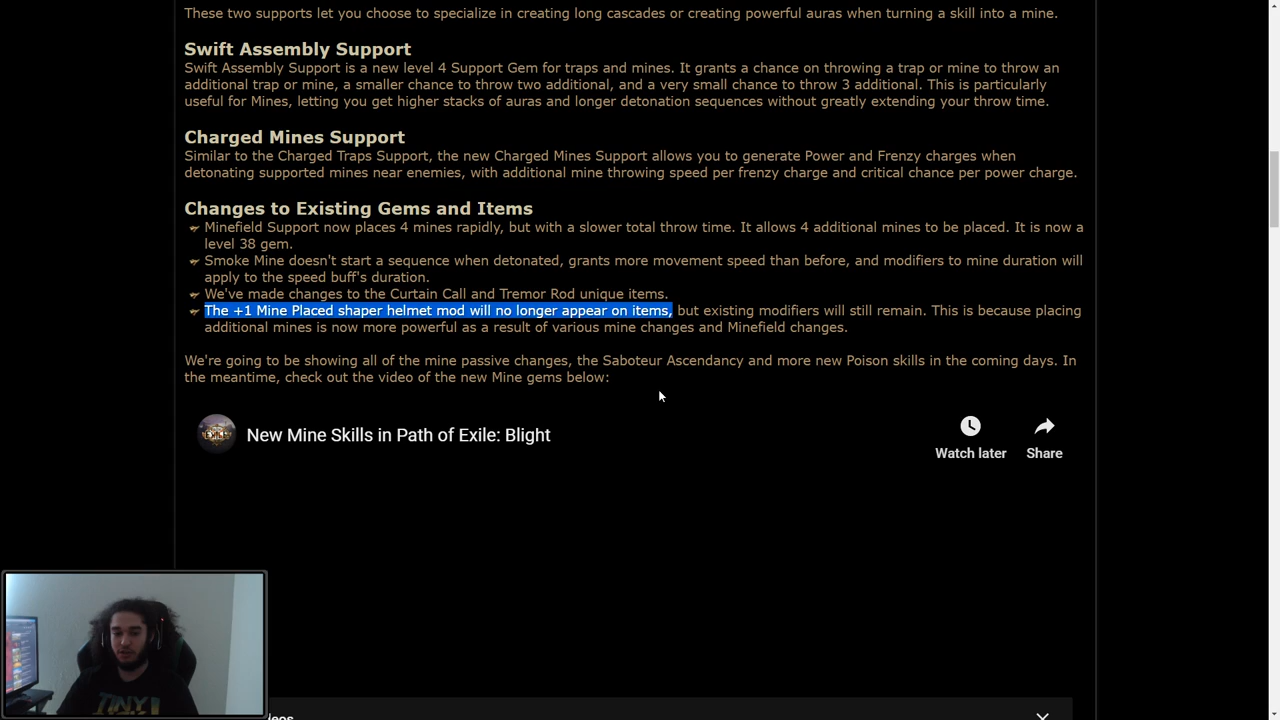 These two supports let you choose to specialize in creating long cascades or creating powerful auras when turning a skill into a mine.
Swift Assembly Support
Swift Assembly Support is a new level 4 Support Gem for traps and mines. It grants a chance on throwing a trap or mine to throw an
additional trap or mine, a smaller chance to throw two additional, and a very small chance to throw 3 additional. This is particularly
useful for Mines, letting you get higher stacks of auras and longer detonation sequences without greatly extending your throw time.
Charged Mines Support
Similar to the Charged Traps Support, the new Charged Mines Support allows you to generate Power and Frenzy charges when
detonating supported mines near enemies, with additional mine throwing speed per frenzy charge and critical chance per power charge.
Changes to Existing Gems and Items
Minefield Support now places 4 mines rapidly, but with a slower total throw time. It allows 4 additional mines to be placed. It is now a
level 38 gem.
Smoke Mine doesn't start a sequence when detonated, grants more movement speed than before, and modifiers to mine duration will
apply to the speed buff's duration.
We've made changes to the Curtain Call and Tremor Rod unique items.
The +1 Mine Placed shaper helmet mod will no longer appear on items, but existing modifiers will still remain. This is because placing
additional mines is now more powerful as a result of various mine changes and Minefield changes.
We're going to be showing all of the mine passive changes, the Saboteur Ascendancy and more new Poison skills in the coming days. In
the meantime, check out the video of the new Mine gems below:
New Mine Skills in Path of Exile: Blight
Watch later
Share
TINY